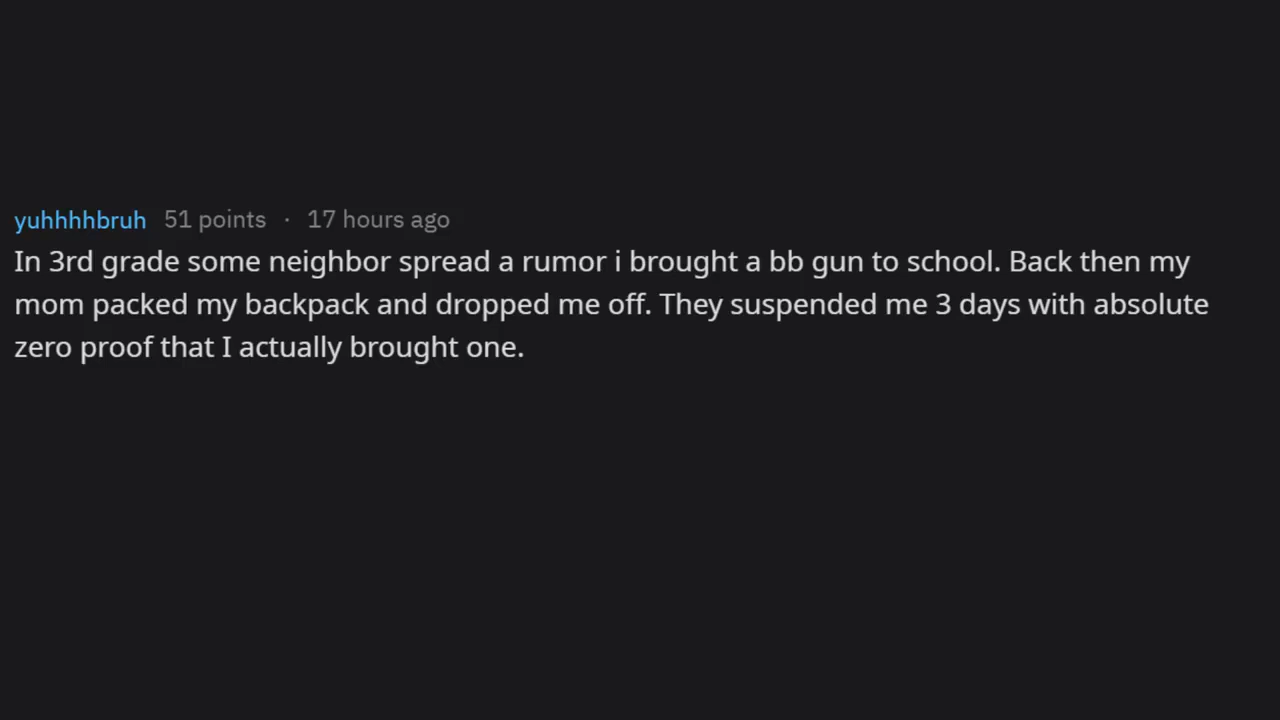 yuhhhhbruh 51 points · 17 hours ago
In 3rd grade some neighbor spread a rumor i brought a bb gun to school. Back then my
mom packed my backpack and dropped me off. They suspended me 3 days with absolute
zero proof that I actually brought one.